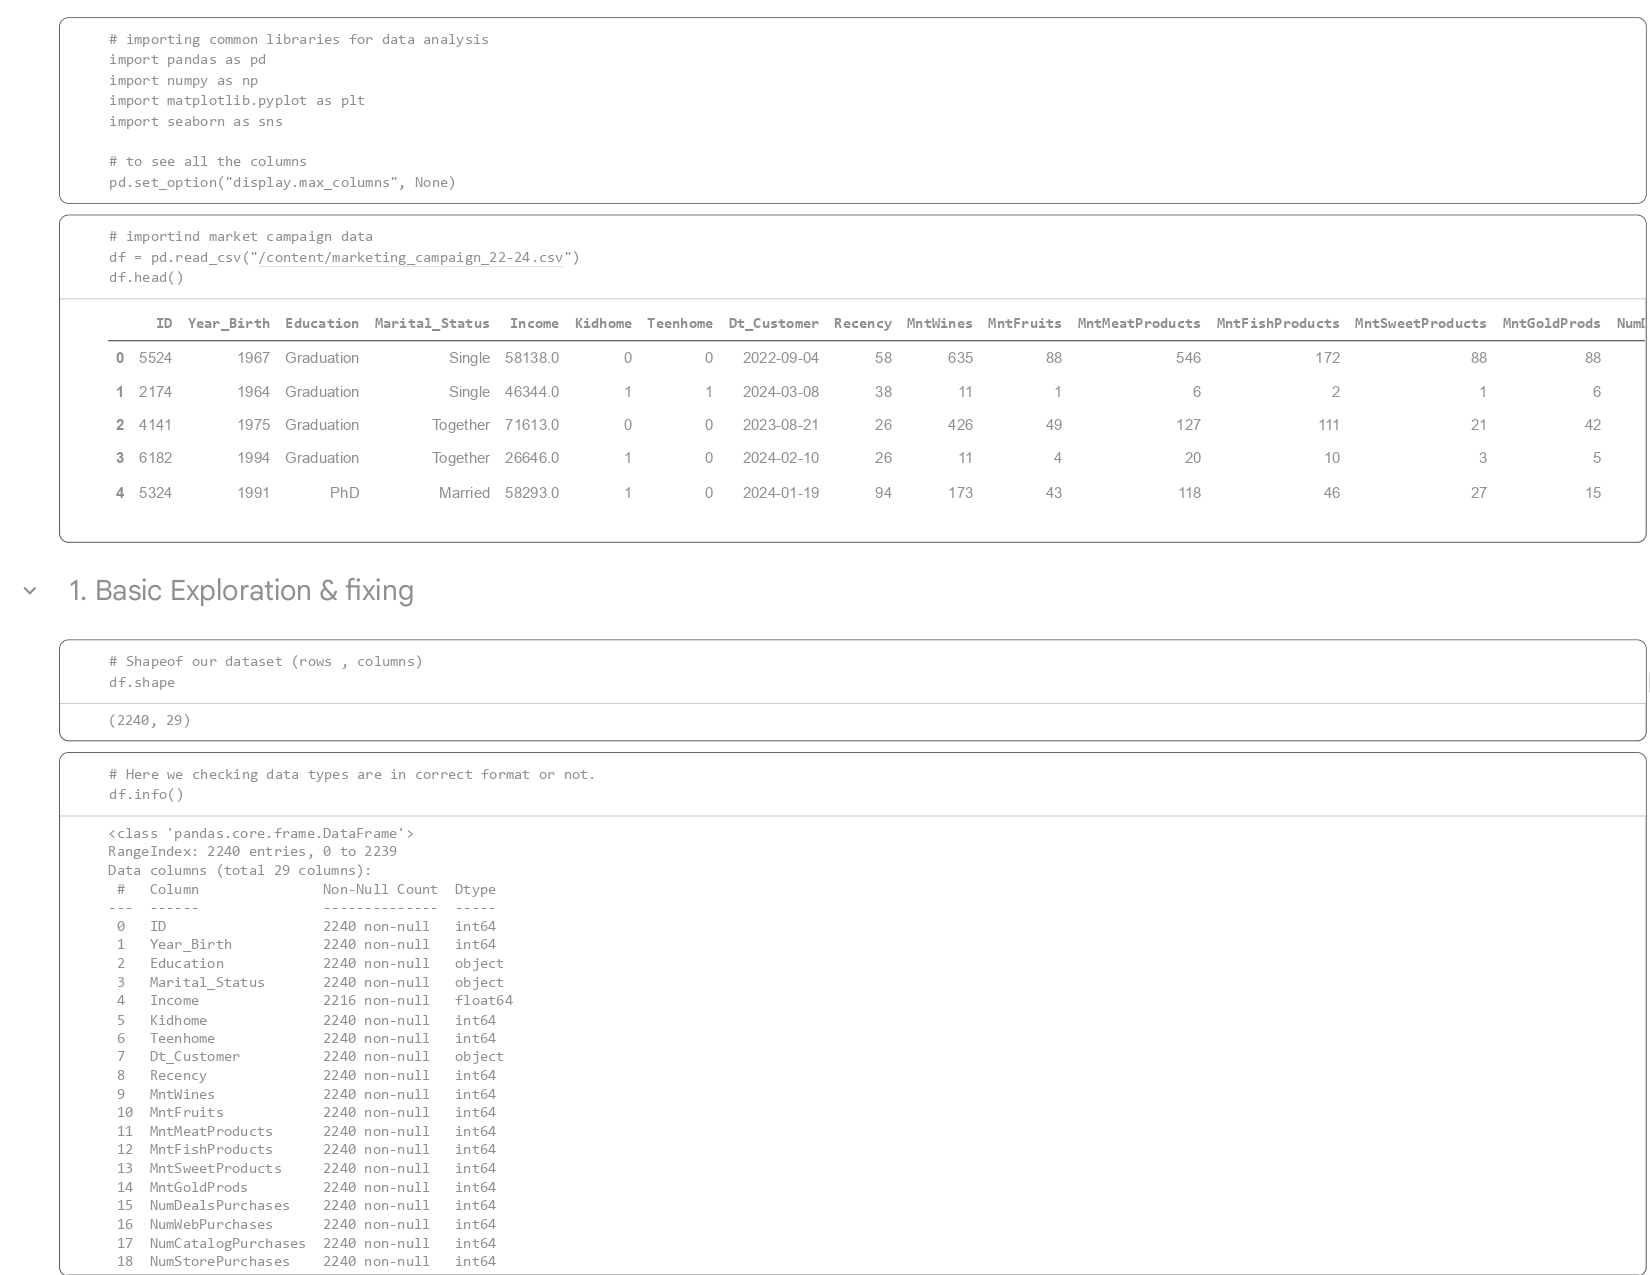 # importing common libraries for data analysis
import pandas as pd
import numpy as np
import matplotlib.pyplot as plt
import seaborn as sns
# to see all the columns
pd.set_option("display.max_columns", None)
# importind market campaign data
df = pd.read_csv("/content/marketing_campaign_22-24.csv")
df.head()
ID Year_Birth Education Marital_Status Income Kidhome Teenhome Dt_Customer Recency MntWines MntFruits MntMeatProducts MntFishProducts MntSweetProducts MntGoldProds
0 5524 1967 Graduation Single 58138.0 0 0 2022-09-04 58 635 88 546 172 88 88
1 2174 1964 Graduation Single 46344.0 1 1 2024-03-08 38 11 1 6 2 1 6
2 4141 1975 Graduation Together 71613.0 0 0 2023-08-21 26 426 49 127 111 21 42
3 6182 1994 Graduation Together 26646.0 1 0 2024-02-10 26 11 4 20 10 3 5
4 5324 1991 PhD Married 58293.0 1 0 2024-01-19 94 173 43 118 46 27 15
1. Basic Exploration & fixing
# Shapeof our dataset (rows , columns)
df.shape
(2240, 29)
# Here we checking data types are in correct format or not.
df.info()
<class 'pandas.core.frame.DataFrame'>
RangeIndex: 2240 entries, 0 to 2239
Data columns (total 29 columns):
# Column Non-Null Count Dtype
--- ------ -------------- -----
0 ID 2240 non-null int64
1 Year_Birth 2240 non-null int64
2 Education 2240 non-null object
3 Marital_Status 2240 non-null object
4 Income 2216 non-null float64
5 Kidhome 2240 non-null int64
6 Teenhome 2240 non-null int64
7 Dt_Customer 2240 non-null object
8 Recency 2240 non-null int64
9 MntWines 2240 non-null int64
10 MntFruits 2240 non-null int64
11 MntMeatProducts 2240 non-null int64
12 MntFishProducts 2240 non-null int64
13 MntSweetProducts 2240 non-null int64
14 MntGoldProds 2240 non-null int64
15 NumDealsPurchases 2240 non-null int64
16 NumWebPurchases 2240 non-null int64
17 NumCatalogPurchases 2240 non-null int64
18 NumStorePurchases 2240 non-null int64